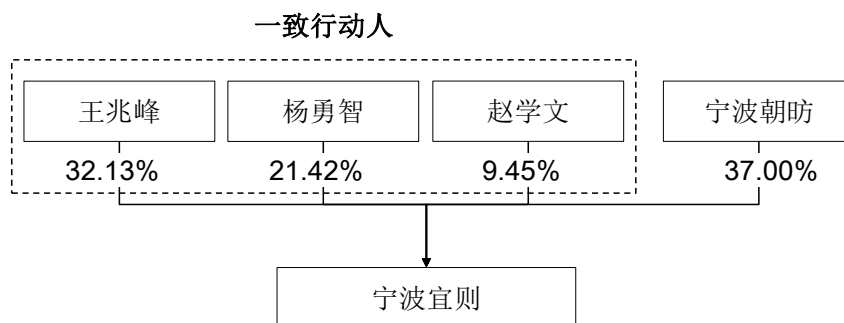 一致行动人
王兆峰 杨勇智 赵学文 宁波朝昉
32.13% 21.42% 9.45% 37.00%
宁波宜则